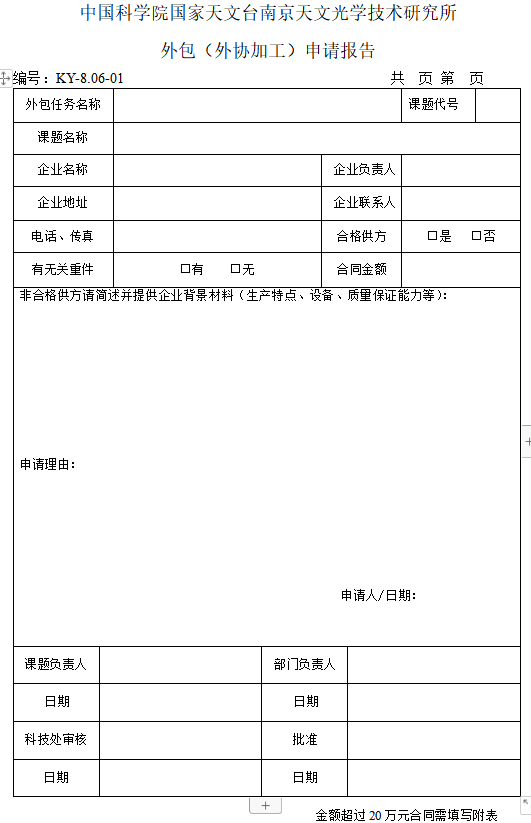 中国科学院国家天文台南京天文光学技术研究所
外包（外协加工）申请报告
编号：KY-8.06-01 共 页 第 页
外包任务名称 课题代号
课题名称
企业名称 企业负责人
企业地址 企业联系人
电话、传真 合格供方 □是 □否
有无关重件 □有 □无 合同金额
非合格供方请简述并提供企业背景材料（生产特点、设备、质量保证能力等）：
申请理由：
申请人/日期：
课题负责人 部门负责人
日期 日期
科技处审核 批准
日期 日期
金额超过 20 万元合同需填写附表